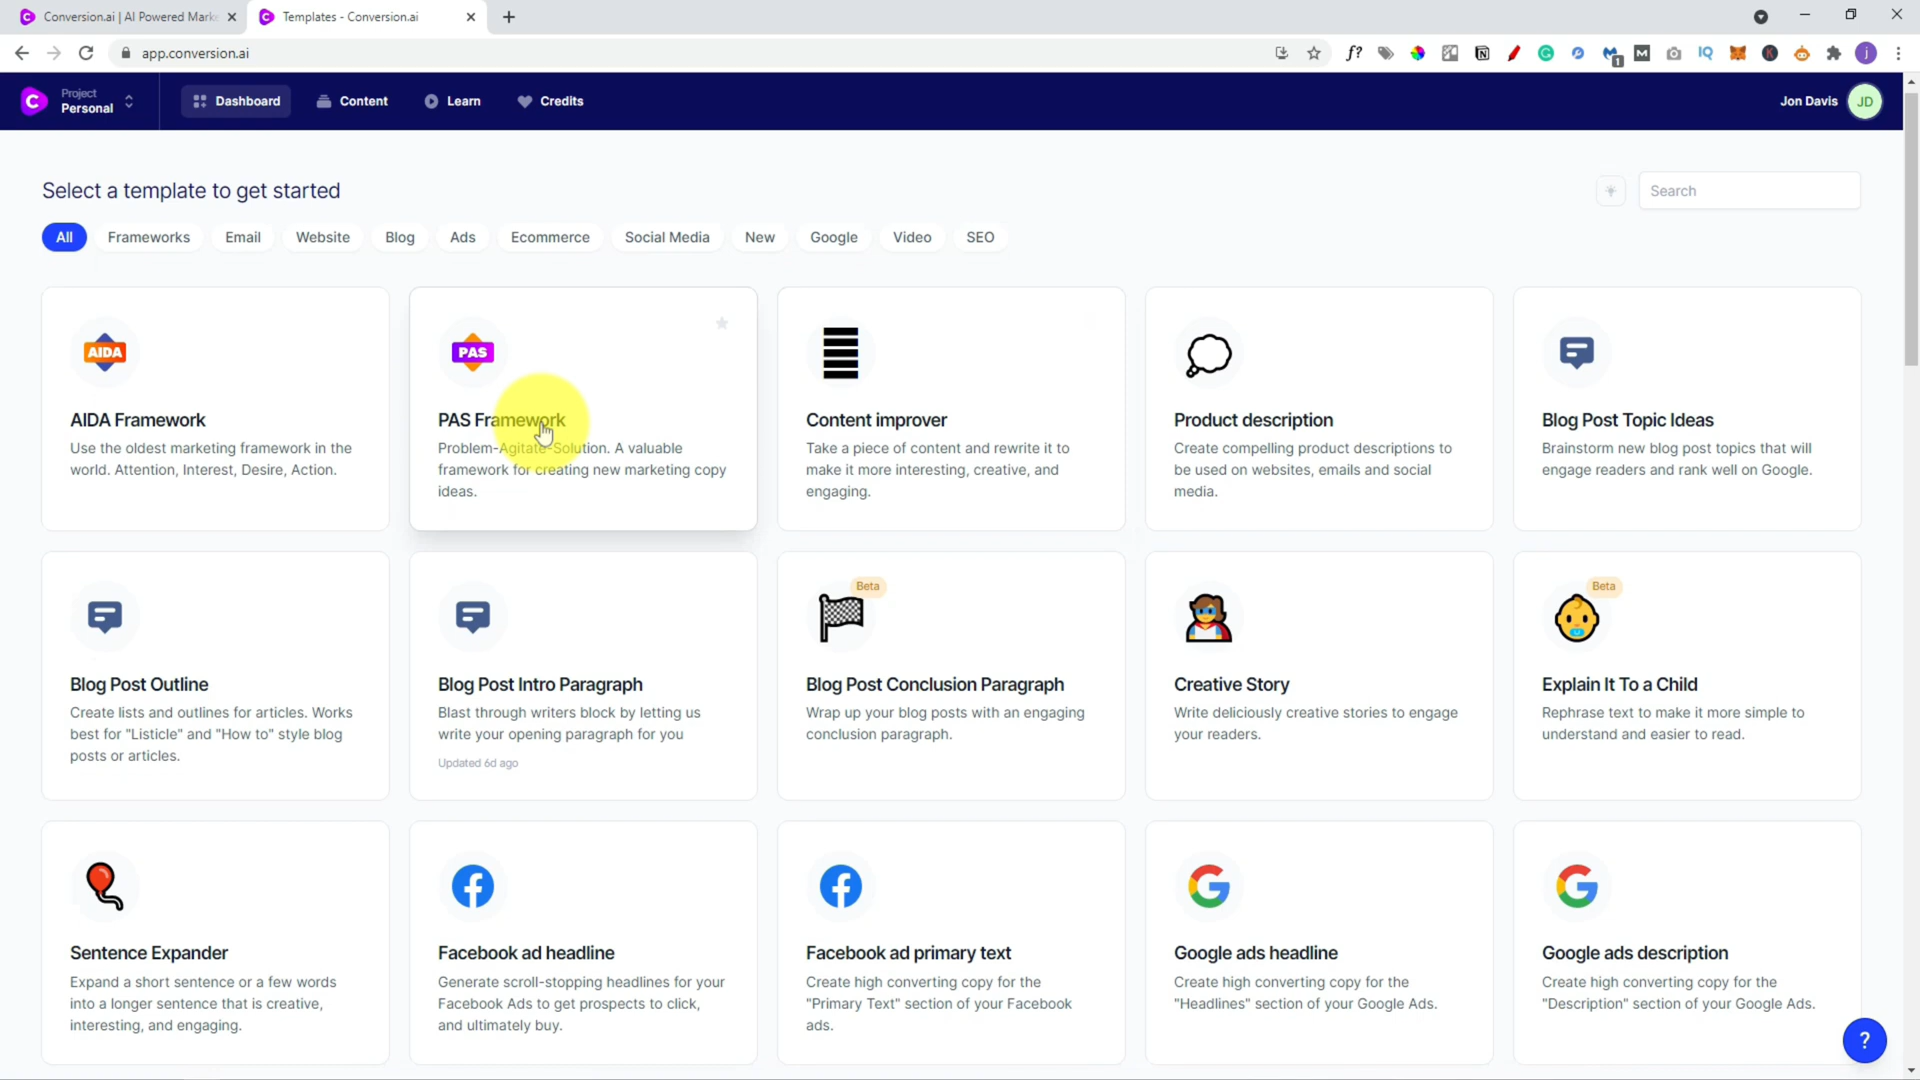 Conversion.ai | AI Powered Mark
Templates - Conversion.ai
app.conversion.ai
Project
Personal
Dashboard
Content
Learn
Credits
Jon Davis
JD
Select a template to get started
Search
All
Frameworks
Email
Website
Blog
Ads
Ecommerce
Social Media
New
Google
Video
SEO
AIDA
AIDA Framework
Use the oldest marketing framework in the
world. Attention, Interest, Desire, Action.
PAS
PAS Framework
Problem-Agitate-Solution. A valuable
framework for creating new marketing copy
ideas.
Content improver
Take a piece of content and rewrite it to
make it more interesting, creative, and
engaging.
Product description
Create compelling product descriptions to
be used on websites, emails and social
media.
Blog Post Topic Ideas
Brainstorm new blog post topics that will
engage readers and rank well on Google.
Blog Post Outline
Create lists and outlines for articles. Works
best for "Listicle" and "How to" style blog
posts or articles.
Blog Post Intro Paragraph
Blast through writers block by letting us
write your opening paragraph for you
Updated 6d ago
Beta
Blog Post Conclusion Paragraph
Wrap up your blog posts with an engaging
conclusion paragraph.
Creative Story
Write deliciously creative stories to engage
your readers.
Beta
Explain It To a Child
Rephrase text to make it more simple to
understand and easier to read.
Sentence Expander
Expand a short sentence or a few words
into a longer sentence that is creative,
interesting, and engaging.
Facebook ad headline
Generate scroll-stopping headlines for your
Facebook Ads to get prospects to click,
and ultimately buy.
Facebook ad primary text
Create high converting copy for the
"Primary Text" section of your Facebook
ads.
Google ads headline
Create high converting copy for the
"Headlines" section of your Google Ads.
Google ads description
Create high converting copy for the
"Description" section of your Google Ads.
?